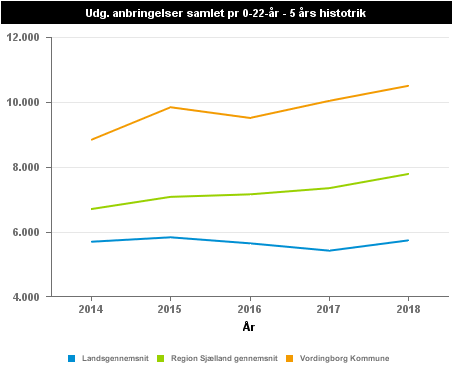 Udg. anbringelser samlet pr 0-22-år - 5 års histotrik
12.000
10.000
8.000
6.000
4.000
2014 2015 2016 2017 2018
År
Landsgennemsnit Region Sjælland gennemsnit Vordingborg Kommune